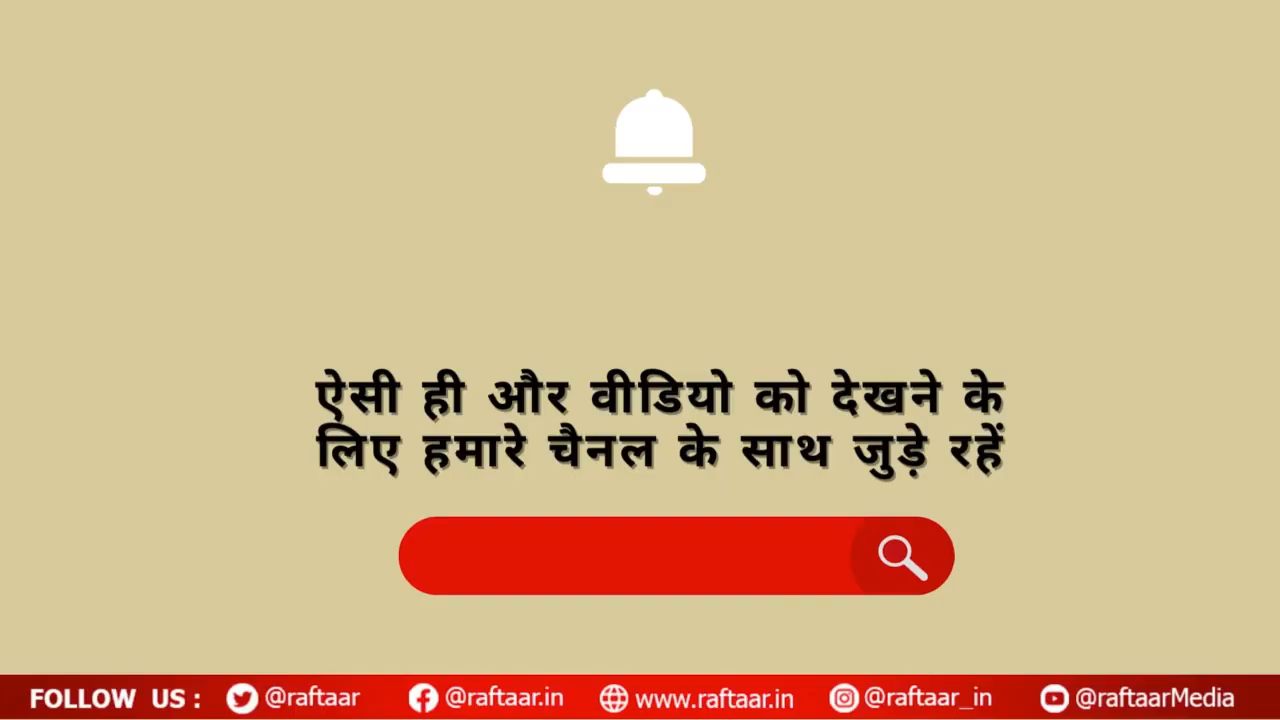 ऐसी ही और वीडियो को देखने के
लिए हमारे चैनल के साथ जुड़े रहें
FOLLOW US : @raftaar @raftaar.in www.raftaar.in @raftaar_in @raftaarMedia